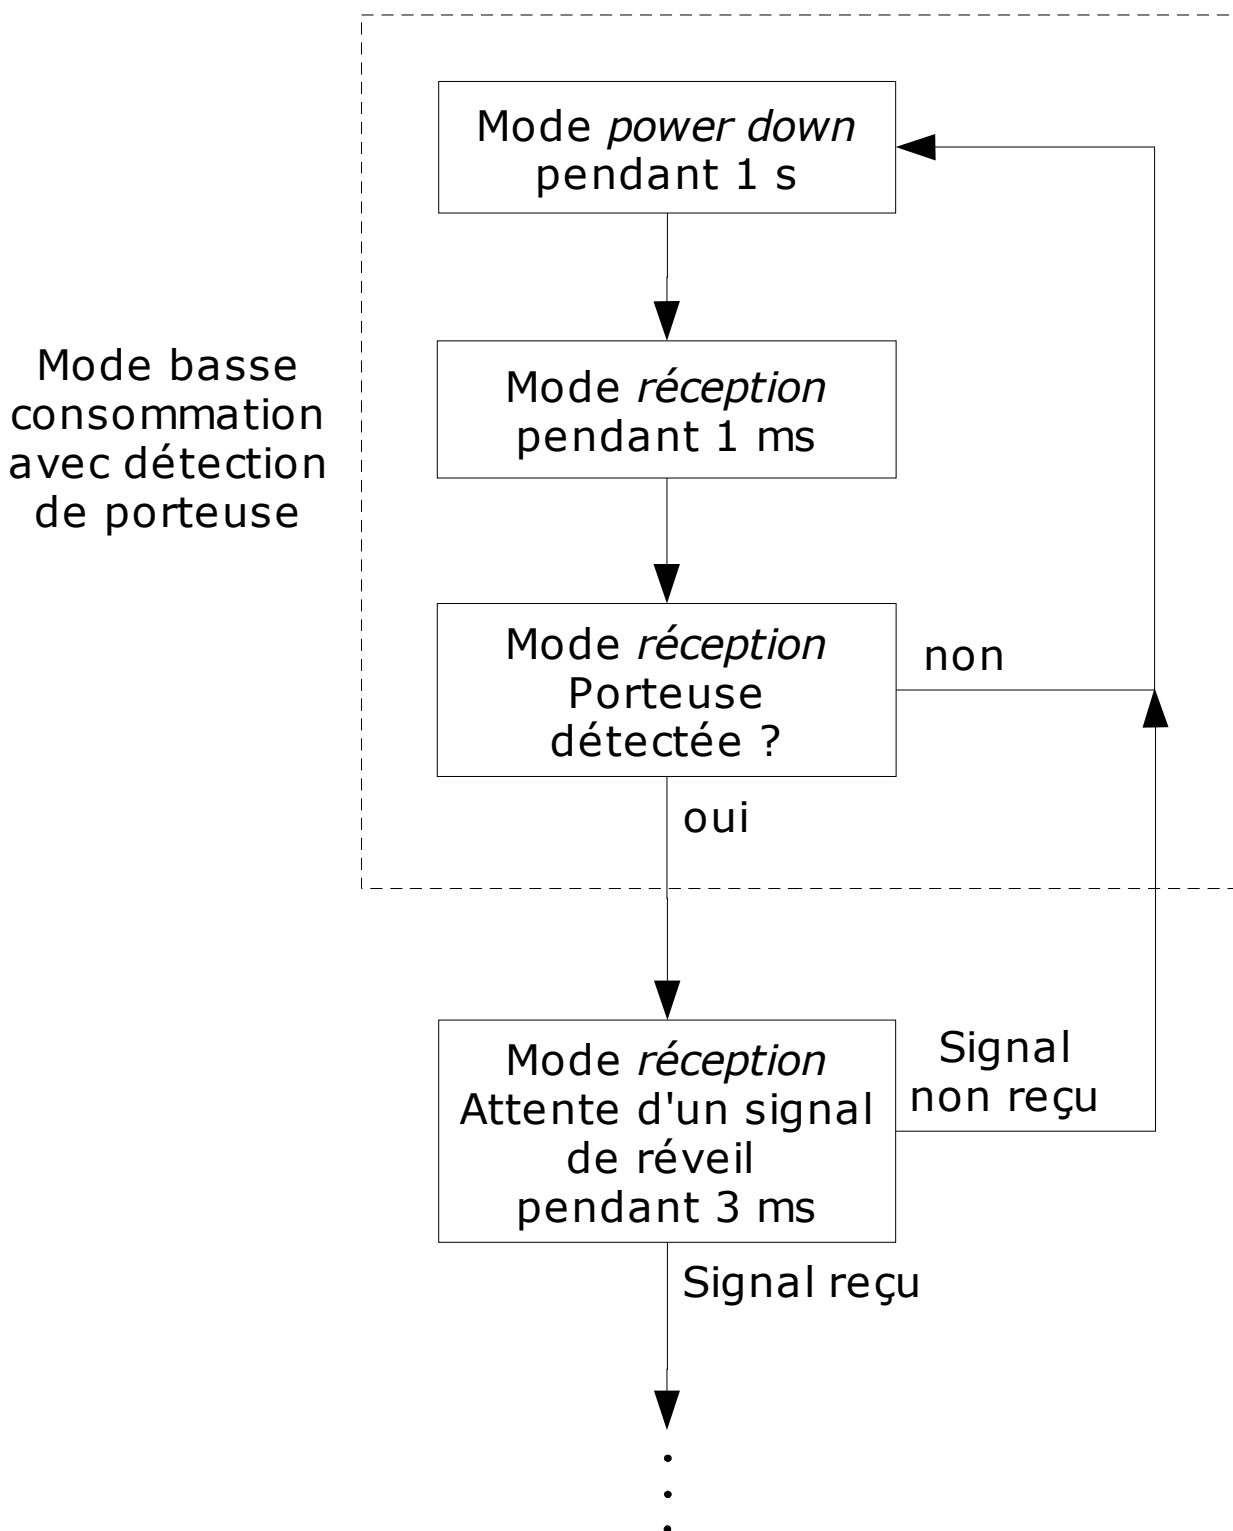 Mode power down
pendant 1 s
Mode basse
consommation
avec détection
de porteuse
Mode réception
pendant 1 ms
Mode réception
Porteuse
détectée ?
non
oui
Mode réception
Attente d'un signal
de réveil
pendant 3 ms
Signal
non reçu
Signal reçu